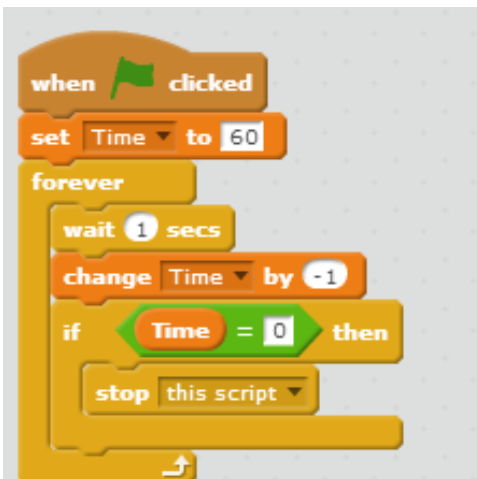 when clicked
set Time to 60
forever
wait 1 secs
change Time by -1
if Time = 0 then
stop this script